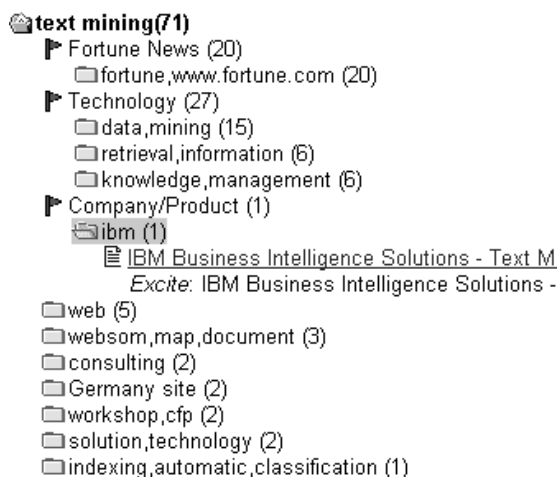 text mining(71)
Fortune News (20)
fortune,www.fortune.com (20)
Technology (27)
data,mining (15)
retrieval,information (6)
knowledge,management (6)
Company/Product (1)
ibm (1)
IBM Business Intelligence Solutions - Text M
Excite: IBM Business Intelligence Solutions -
web (5)
websom,map,document (3)
consulting (2)
Germany site (2)
workshop,cfp (2)
solution,technology (2)
indexing,automatic,classification (1)